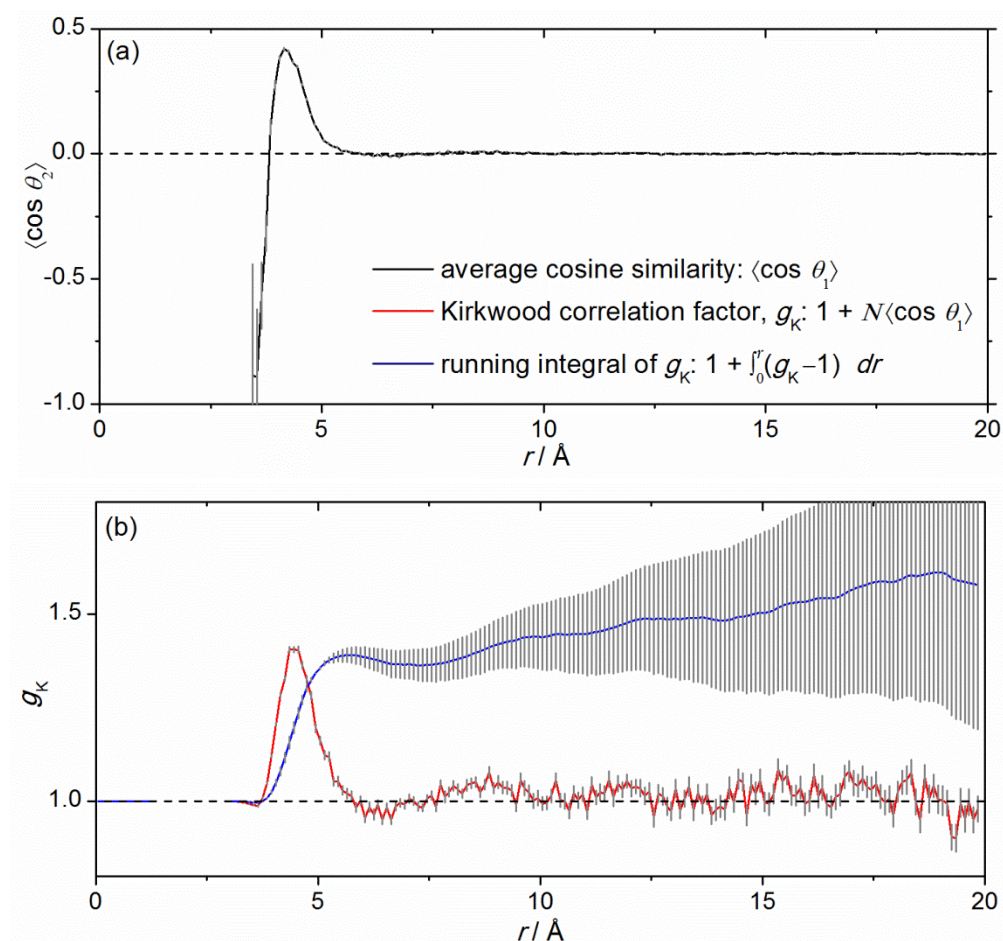 (a)
0.5
0.0
-0.5
-1.0
⟨cos θ₂⟩
average cosine similarity: ⟨cos θ₁⟩
Kirkwood correlation factor, gK: 1 + N⟨cos θ₁⟩
running integral of gK: 1 + ∫₀ʳ(gK−1) dr
0 5 10 15 20
r / Å
(b)
1.5
1.0
gK
0 5 10 15 20
r / Å